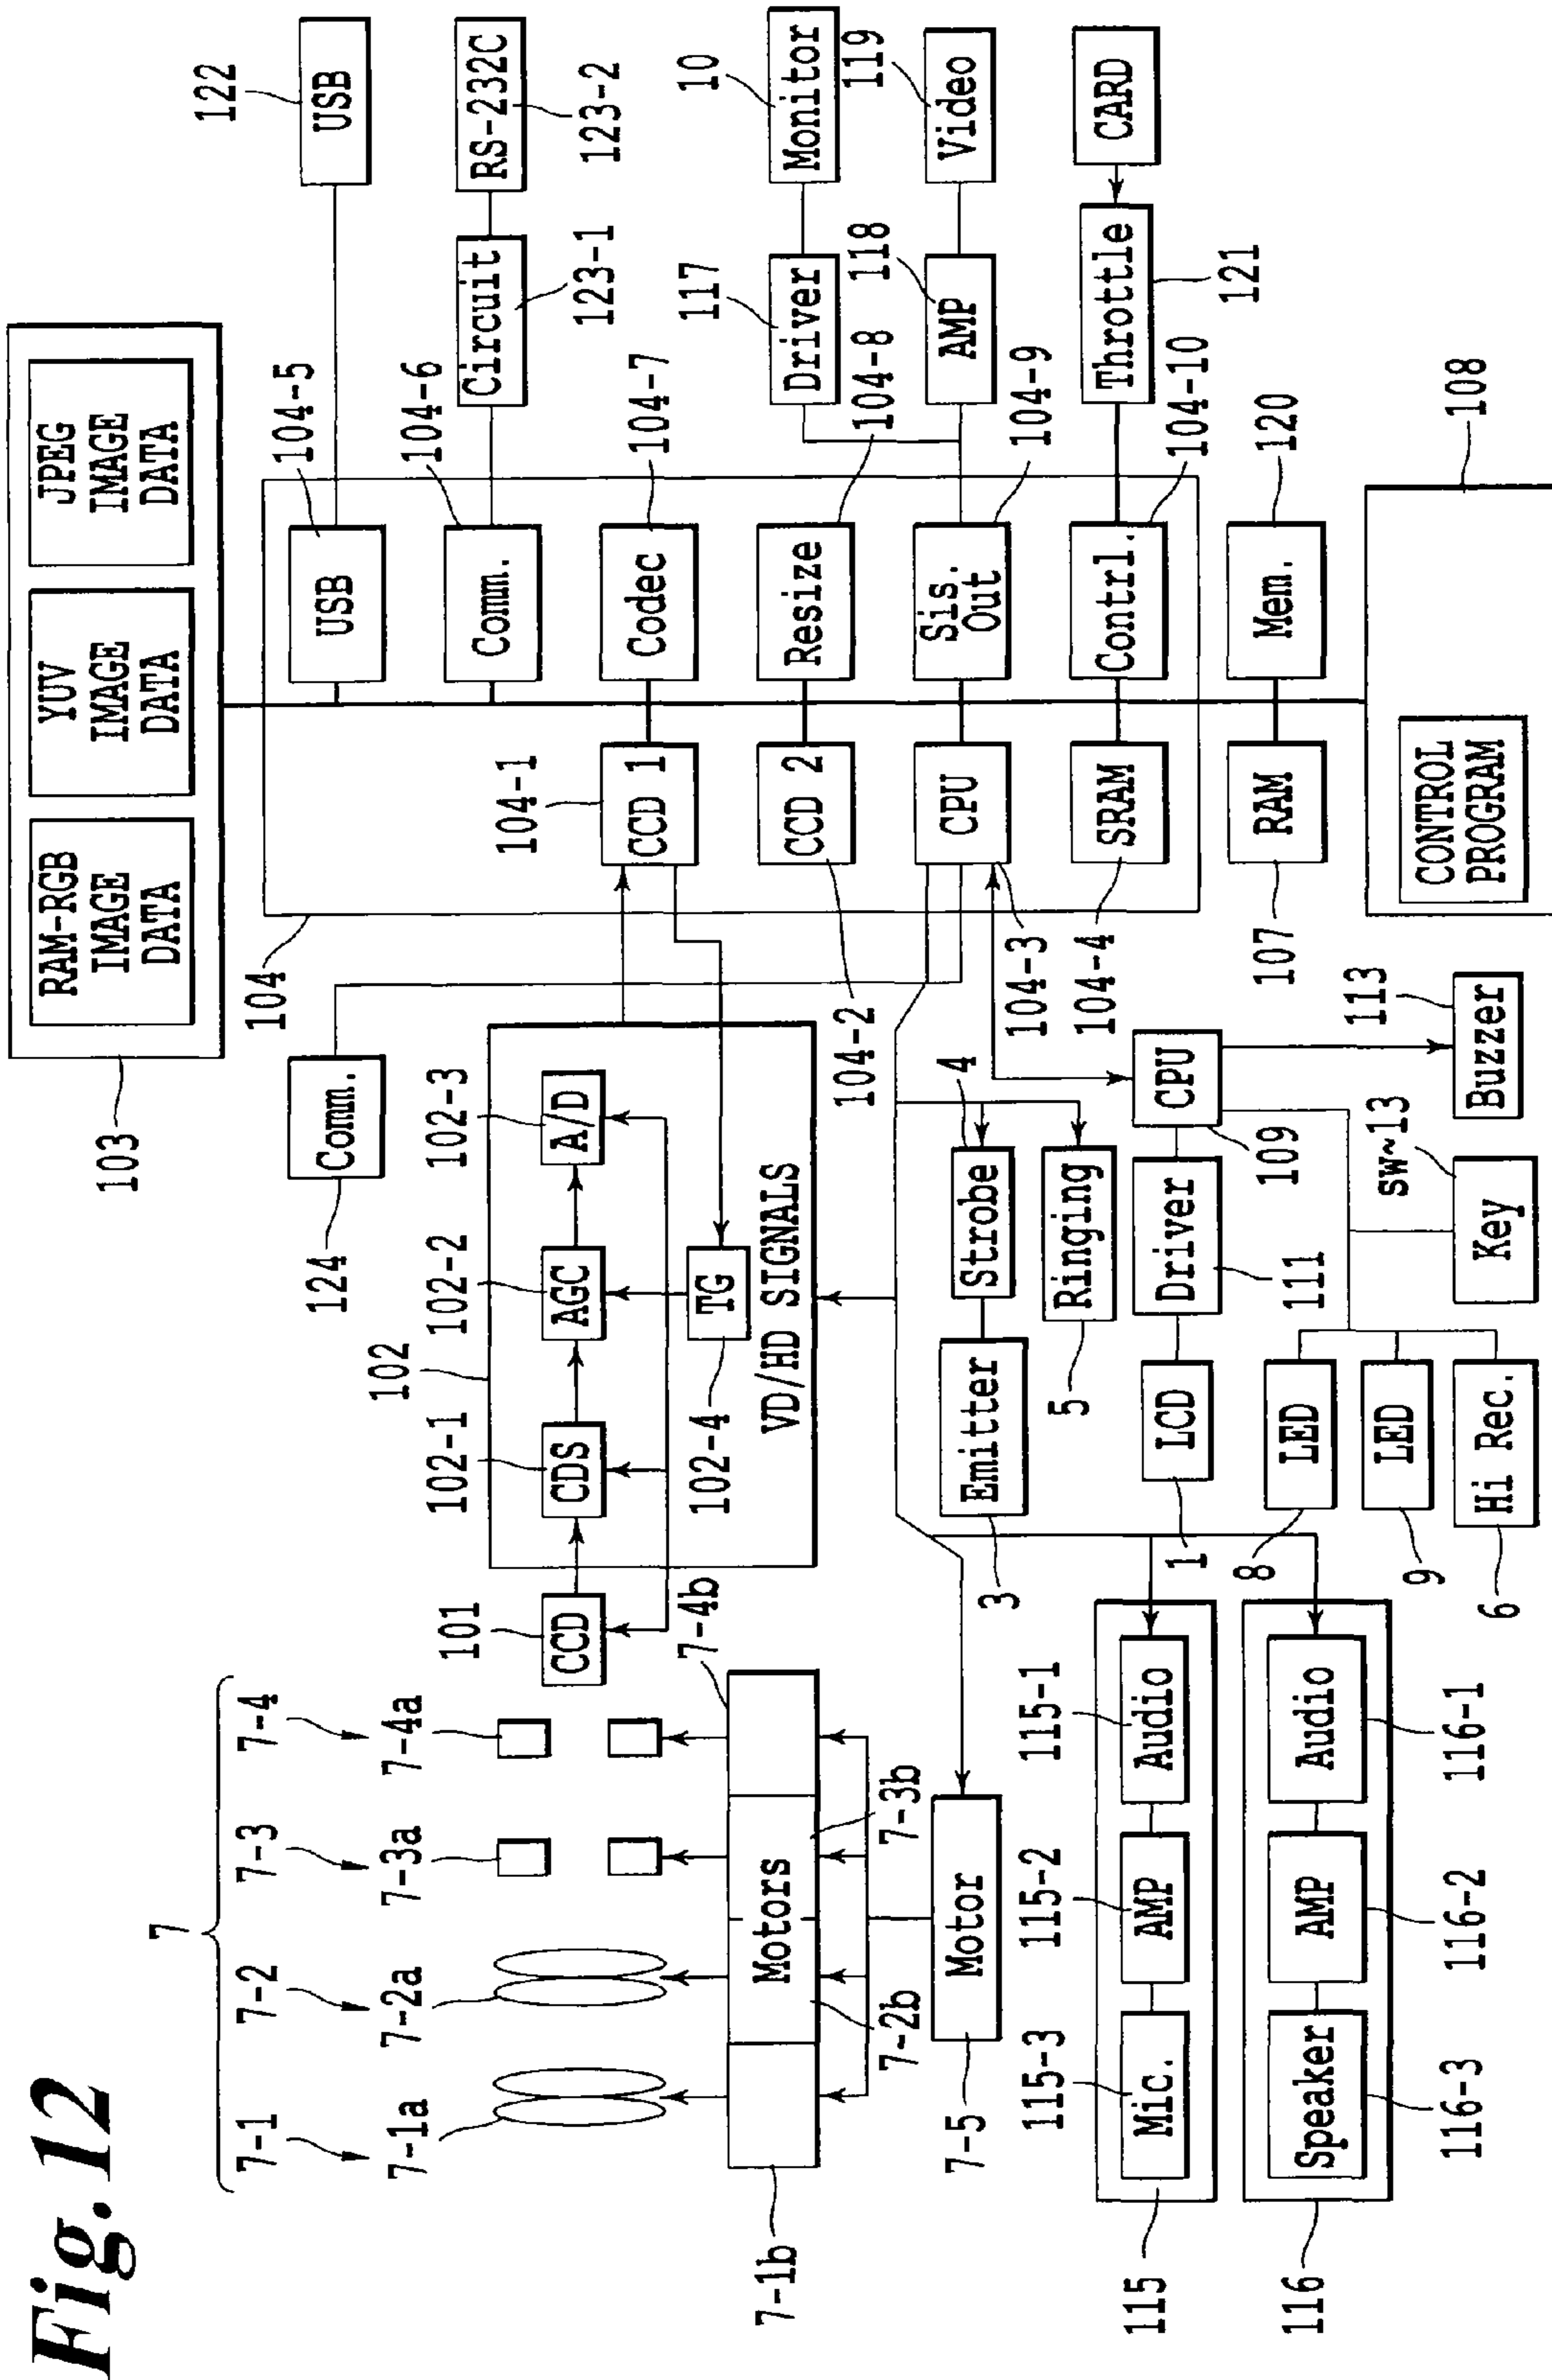 Fig. 12
7
7-1
7-2
7-3
7-4
7-1a
7-2a
7-3a
7-4a
7-1b
Motors
7-2b
7-3b
7-4b
Motor
7-5
101
CCD
102
102-1
102-2
102-3
CDS
AGC
A/D
TG
102-4
VD/HD SIGNALS
124
Comm.
103
RAM-RGB
IMAGE
DATA
YUV
IMAGE
DATA
JPEG
IMAGE
DATA
104
104-1
CCD 1
CCD 2
104-2
CPU
104-3
SRAM
104-4
USB
104-5
Comm.
104-6
Codec
104-7
Resize
104-8
Sis.
Out
104-9
Contrl.
104-10
USB
122
Circuit
123-1
RS-232C
123-2
117
Driver
10
Monitor
118
AMP
119
Video
Throttle
121
CARD
RAM
107
Mem.
120
108
CONTROL
PROGRAM
Strobe
4
Emitter
3
Ringing
5
CPU
109
Driver
111
LCD
1
113
Buzzer
sw~13
Key
LED
8
LED
9
Hi Rec.
6
115
115-3
115-2
115-1
Mic.
AMP
Audio
116
Speaker
AMP
Audio
116-3
116-2
116-1